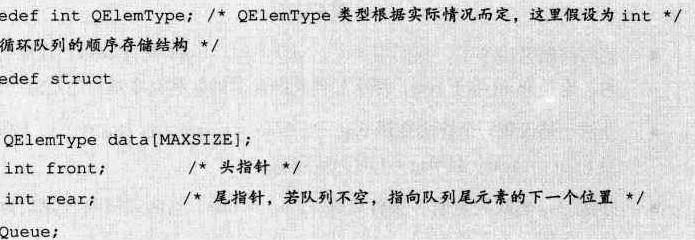 edef int QElemType; /* QElemType 类型根据实际情况而定，这里假设为 int */
循环队列的顺序存储结构 */
edef struct
QElemType data[MAXSIZE];
int front; /* 头指针 */
int rear; /* 尾指针，若队列不空，指向队列尾元素的下一个位置 */
Queue;